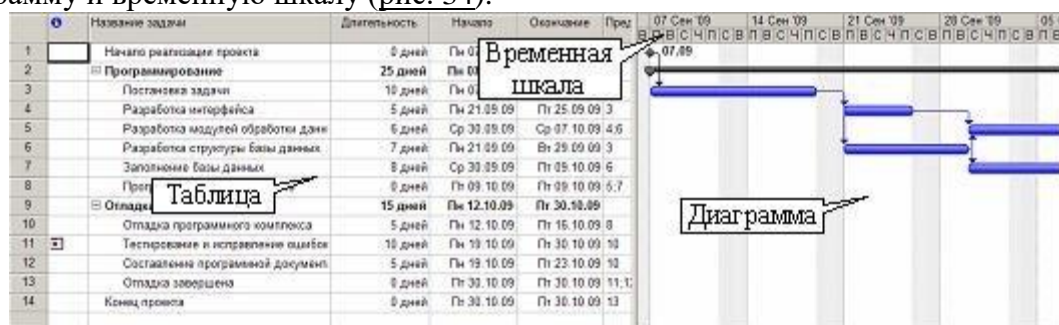 рамму и временную шкалу (рис. 34).
Название задачи Длительность Начало Окончание Пред 07 Сен '09 14 Сен '09 21 Сен '09 28 Сен '09 05
В П В С Ч П С В П В С Ч П С В П В С Ч П С В П В С Ч П С В П В
1 Начало реализации проекта 0 дней Пн 07.09
2 Программирование 25 дней Пн
3 Постановка задачи 10 дней Пн
Временная
шкала
4 Разработка интерфейса 5 дней Пн 21.09.09 Пт 25.09.09 3
5 Разработка модулей обработки данн 6 дней Ср 30.09.09 Ср 07.10.09 4;6
6 Разработка структуры базы данных 7 дней Пн 21.09.09 Вт 29.09.09 3
7 Заполнение базы данных 8 дней Ср 30.09.09 Пт 09.10.09 6
8 Прог 0 дней Пт 09.10.09 Пт 09.10.09 5;7
Таблица
9 Отладк 15 дней Пн 12.10.09 Пт 30.10.09
Диаграмма
10 Отладка программного комплекса 5 дней Пн 12.10.09 Пт 16.10.09 8
11 Тестирование и исправление ошибок 10 дней Пн 19.10.09 Пт 30.10.09 10
12 Составление программной документ 5 дней Пн 19.10.09 Пт 23.10.09 10
13 Отладка завершена 0 дней Пт 30.10.09 Пт 30.10.09 11;12
14 Конец проекта 0 дней Пт 30.10.09 Пт 30.10.09 13